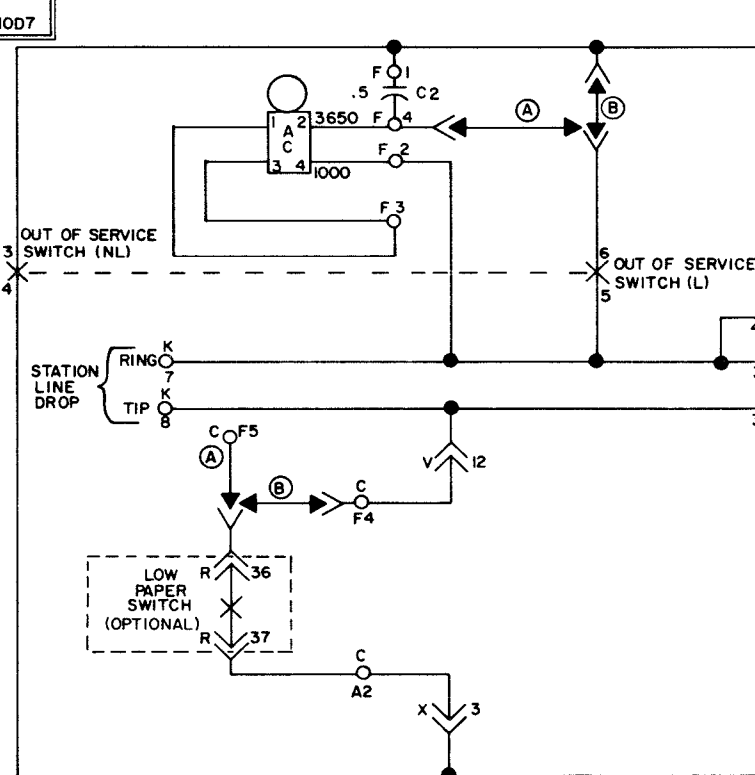 10D7
F 1
.5 C2
A
B
1 2 3650 F 4
A
C
F 2
3 4
1000
F 3
OUT OF SERVICE
3 SWITCH (NL)
4
6
OUT OF SERVICE
SWITCH (L)
5
K
RING
7
STATION
LINE
DROP
K
TIP
8
C F5
A
V 12
B
C
F4
R 36
LOW
PAPER
SWITCH
(OPTIONAL)
R 37
C
A2
X 3